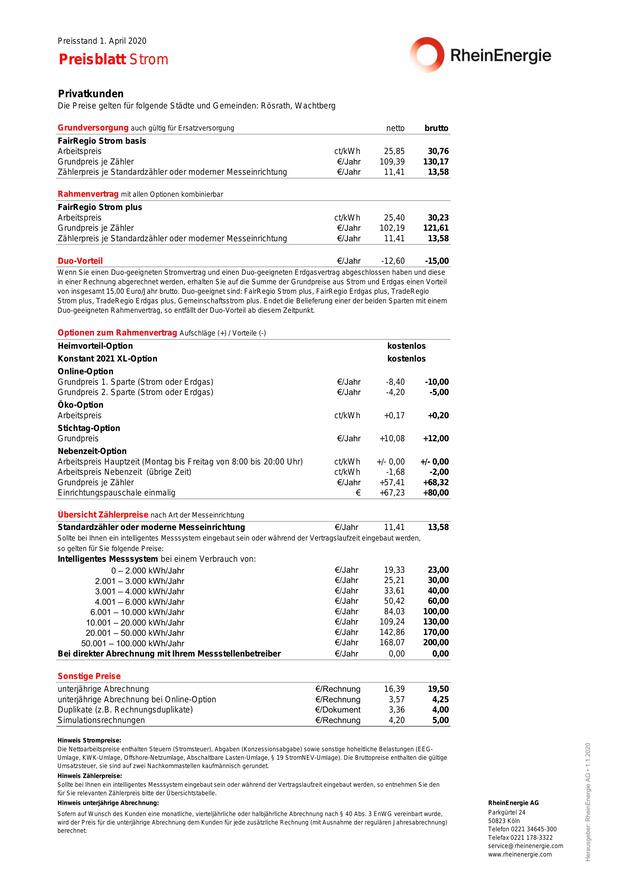 Preisstand 1. April 2020
Preisblatt Strom
RheinEnergie
Privatkunden
Die Preise gelten für folgende Städte und Gemeinden: Rösrath, Wachtberg
Grundversorgung auch gültig für Ersatzversorgung netto brutto
FairRegio Strom basis
Arbeitspreis ct/kWh 25,85 30,76
Grundpreis je Zähler €/Jahr 109,39 130,17
Zählerpreis je Standardzähler oder moderner Messeinrichtung €/Jahr 11,41 13,58
Rahmenvertrag mit allen Optionen kombinierbar
FairRegio Strom plus
Arbeitspreis ct/kWh 25,40 30,23
Grundpreis je Zähler €/Jahr 102,19 121,61
Zählerpreis je Standardzähler oder moderner Messeinrichtung €/Jahr 11,41 13,58
Duo-Vorteil €/Jahr -12,60 -15,00
Wenn Sie einen Duo-geeigneten Stromvertrag und einen Duo-geeigneten Erdgasvertrag abgeschlossen haben und diese
in einer Rechnung abgerechnet werden, erhalten Sie auf die Summe der Grundpreise aus Strom und Erdgas einen Vorteil
von insgesamt 15,00 Euro/Jahr brutto. Duo-geeignet sind: FairRegio Strom plus, FairRegio Erdgas plus, TradeRegio
Strom plus, TradeRegio Erdgas plus, Gemeinschaftsstrom plus. Endet die Belieferung einer der beiden Sparten mit einem
Duo-geeigneten Rahmenvertrag, so entfällt der Duo-Vorteil ab diesem Zeitpunkt.
Optionen zum Rahmenvertrag Aufschläge (+) / Vorteile (-)
Heimvorteil-Option kostenlos
Konstant 2021 XL-Option kostenlos
Online-Option
Grundpreis 1. Sparte (Strom oder Erdgas) €/Jahr -8,40 -10,00
Grundpreis 2. Sparte (Strom oder Erdgas) €/Jahr -4,20 -5,00
Öko-Option
Arbeitspreis ct/kWh +0,17 +0,20
Stichtag-Option
Grundpreis €/Jahr +10,08 +12,00
Nebenzeit-Option
Arbeitspreis Hauptzeit (Montag bis Freitag von 8:00 bis 20:00 Uhr) ct/kWh +/- 0,00 +/- 0,00
Arbeitspreis Nebenzeit (übrige Zeit) ct/kWh -1,68 -2,00
Grundpreis je Zähler €/Jahr +57,41 +68,32
Einrichtungspauschale einmalig € +67,23 +80,00
Übersicht Zählerpreise nach Art der Messeinrichtung
Standardzähler oder moderne Messeinrichtung €/Jahr 11,41 13,58
Sollte bei Ihnen ein intelligentes Messsystem eingebaut sein oder während der Vertragslaufzeit eingebaut werden,
so gelten für Sie folgende Preise:
Intelligentes Messsystem bei einem Verbrauch von:
0 – 2.000 kWh/Jahr €/Jahr 19,33 23,00
2.001 – 3.000 kWh/Jahr €/Jahr 25,21 30,00
3.001 – 4.000 kWh/Jahr €/Jahr 33,61 40,00
4.001 – 6.000 kWh/Jahr €/Jahr 50,42 60,00
6.001 – 10.000 kWh/Jahr €/Jahr 84,03 100,00
10.001 – 20.000 kWh/Jahr €/Jahr 109,24 130,00
20.001 – 50.000 kWh/Jahr €/Jahr 142,86 170,00
50.001 – 100.000 kWh/Jahr €/Jahr 168,07 200,00
Bei direkter Abrechnung mit Ihrem Messstellenbetreiber €/Jahr 0,00 0,00
Sonstige Preise
unterjährige Abrechnung €/Rechnung 16,39 19,50
unterjährige Abrechnung bei Online-Option €/Rechnung 3,57 4,25
Duplikate (z.B. Rechnungsduplikate) €/Dokument 3,36 4,00
Simulationsrechnungen €/Rechnung 4,20 5,00
Hinweis Strompreise:
Die Nettoarbeitspreise enthalten Steuern (Stromsteuer), Abgaben (Konzessionsabgabe) sowie sonstige hoheitliche Belastungen (EEG-
Umlage, KWK-Umlage, Offshore-Netzumlage, Abschaltbare Lasten-Umlage, § 19 StromNEV-Umlage). Die Bruttopreise enthalten die gültige
Umsatzsteuer, sie sind auf zwei Nachkommastellen kaufmännisch gerundet.
Hinweis Zählerpreise:
Sollte bei Ihnen ein intelligentes Messsystem eingebaut sein oder während der Vertragslaufzeit eingebaut werden, so entnehmen Sie den
für Sie relevanten Zählerpreis bitte der Übersichtstabelle.
Hinweis unterjährige Abrechnung:
Sofern auf Wunsch des Kunden eine monatliche, vierteljährliche oder halbjährliche Abrechnung nach § 40 Abs. 3 EnWG vereinbart wurde,
wird der Preis für die unterjährige Abrechnung dem Kunden für jede zusätzliche Rechnung (mit Ausnahme der regulären Jahresabrechnung)
berechnet.
RheinEnergie AG
Parkgürtel 24
50823 Köln
Telefon 0221 34645-300
Telefax 0221 178-3322
service@rheinenergie.com
www.rheinenergie.com
Herausgeber: RheinEnergie AG • 1.1.2020